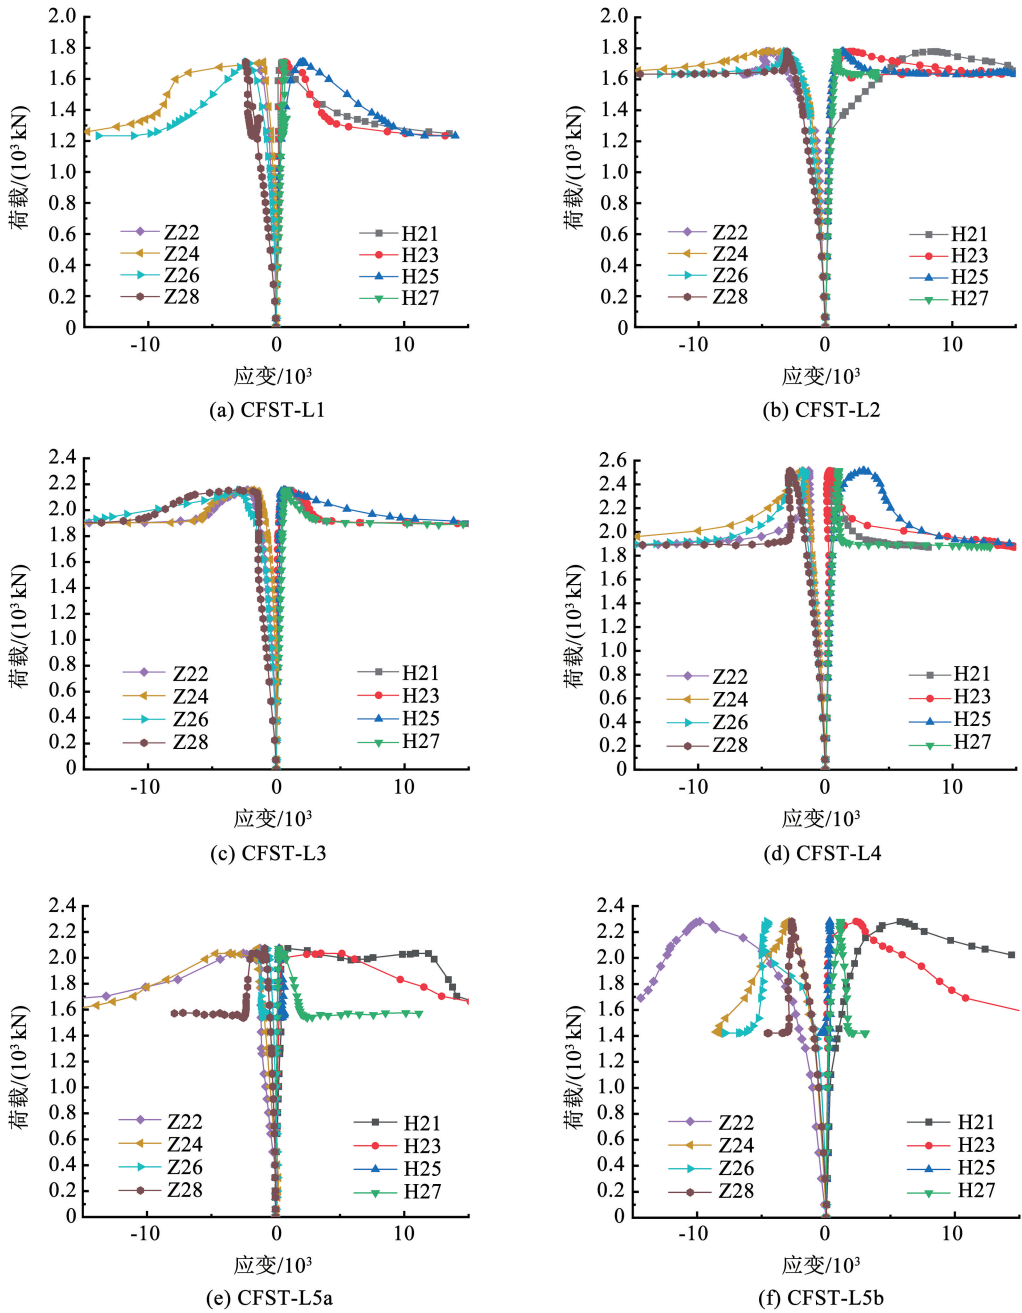 2.0
1.8
1.6
1.4
1.2
1.0
0.8
0.6
0.4
0.2
0
荷载/(10³ kN)
Z22
Z24
Z26
Z28
H21
H23
H25
H27
-10
0
10
应变/10³
(a) CFST-L1
2.0
1.8
1.6
1.4
1.2
1.0
0.8
0.6
0.4
0.2
0
荷载/(10³ kN)
Z22
Z24
Z26
Z28
H21
H23
H25
H27
-10
0
10
应变/10³
(b) CFST-L2
2.4
2.2
2.0
1.8
1.6
1.4
1.2
1.0
0.8
0.6
0.4
0.2
0
荷载/(10³ kN)
Z22
Z24
Z26
Z28
H21
H23
H25
H27
-10
0
10
应变/10³
(c) CFST-L3
2.6
2.4
2.2
2.0
1.8
1.6
1.4
1.2
1.0
0.8
0.6
0.4
0.2
0
荷载/(10³ kN)
Z22
Z24
Z26
Z28
H21
H23
H25
H27
-10
0
10
应变/10³
(d) CFST-L4
2.4
2.2
2.0
1.8
1.6
1.4
1.2
1.0
0.8
0.6
0.4
0.2
0
荷载/(10³ kN)
Z22
Z24
Z26
Z28
H21
H23
H25
H27
-10
0
10
应变/10³
(e) CFST-L5a
2.4
2.2
2.0
1.8
1.6
1.4
1.2
1.0
0.8
0.6
0.4
0.2
0
荷载/(10³ kN)
Z22
Z24
Z26
Z28
H21
H23
H25
H27
-10
0
10
应变/10³
(f) CFST-L5b